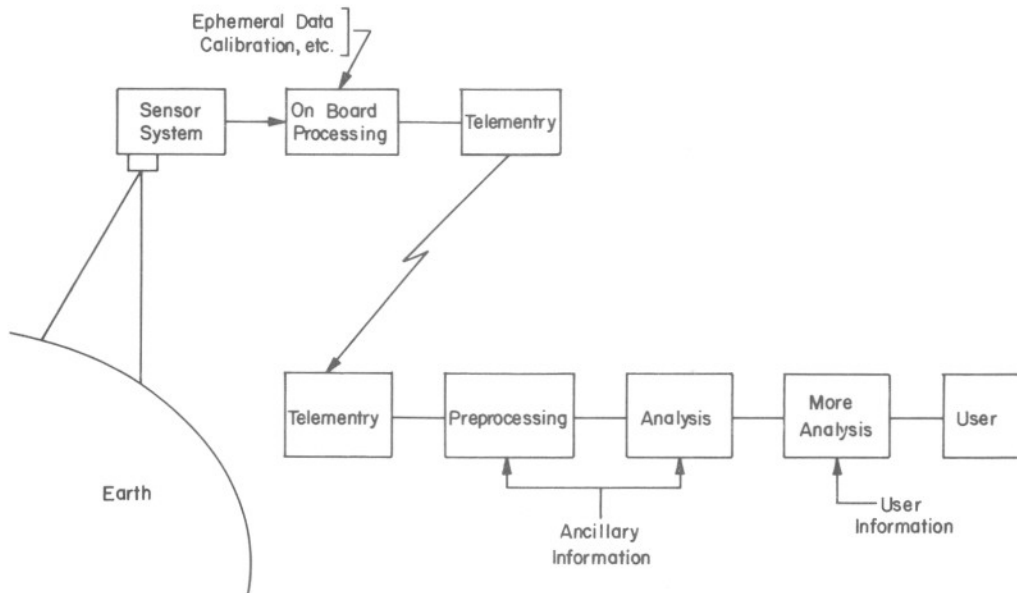 Ephemeral Data
Calibration, etc.
Sensor
System
On Board
Processing
Telementry
Telementry
Preprocessing
Analysis
More
Analysis
User
Earth
Ancillary
Information
User
Information